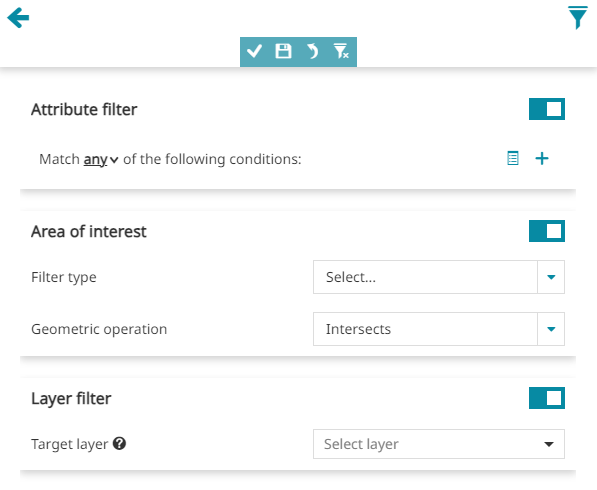 Attribute filter
Match any of the following conditions:
Area of interest
Filter type Select...
Geometric operation Intersects
Layer filter
Target layer ? Select layer